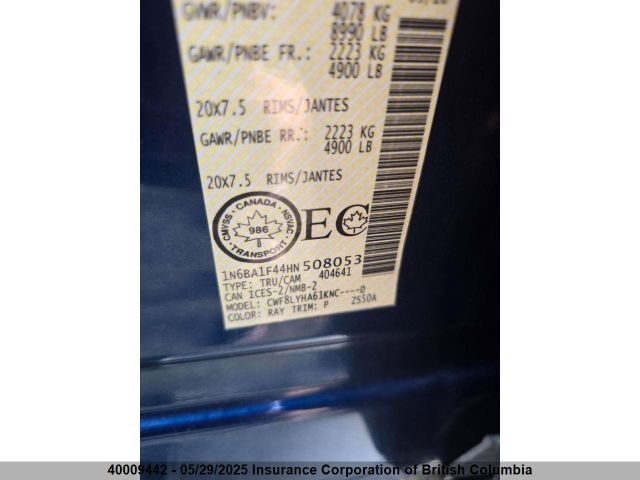 GVWR/PNBV: 4078 KG
8990 LB
GAWR/PNBE FR.: 2223 KG
4900 LB
20X7.5 RIMS/JANTES
GAWR/PNBE RR.: 2223 KG
4900 LB
20X7.5 RIMS/JANTES
CANADA
CMVSS NSVAC
986
TRANSPORT
EC
1N6BA1F44HN508053
TYPE: TRU/CAM 404641
CAN ICES-2/NMB-2
MODEL: CWF8LYHA61KNC----D
COLOR: RAY TRIM: P ZS50A
40009442 - 05/29/2025 Insurance Corporation of British Columbia